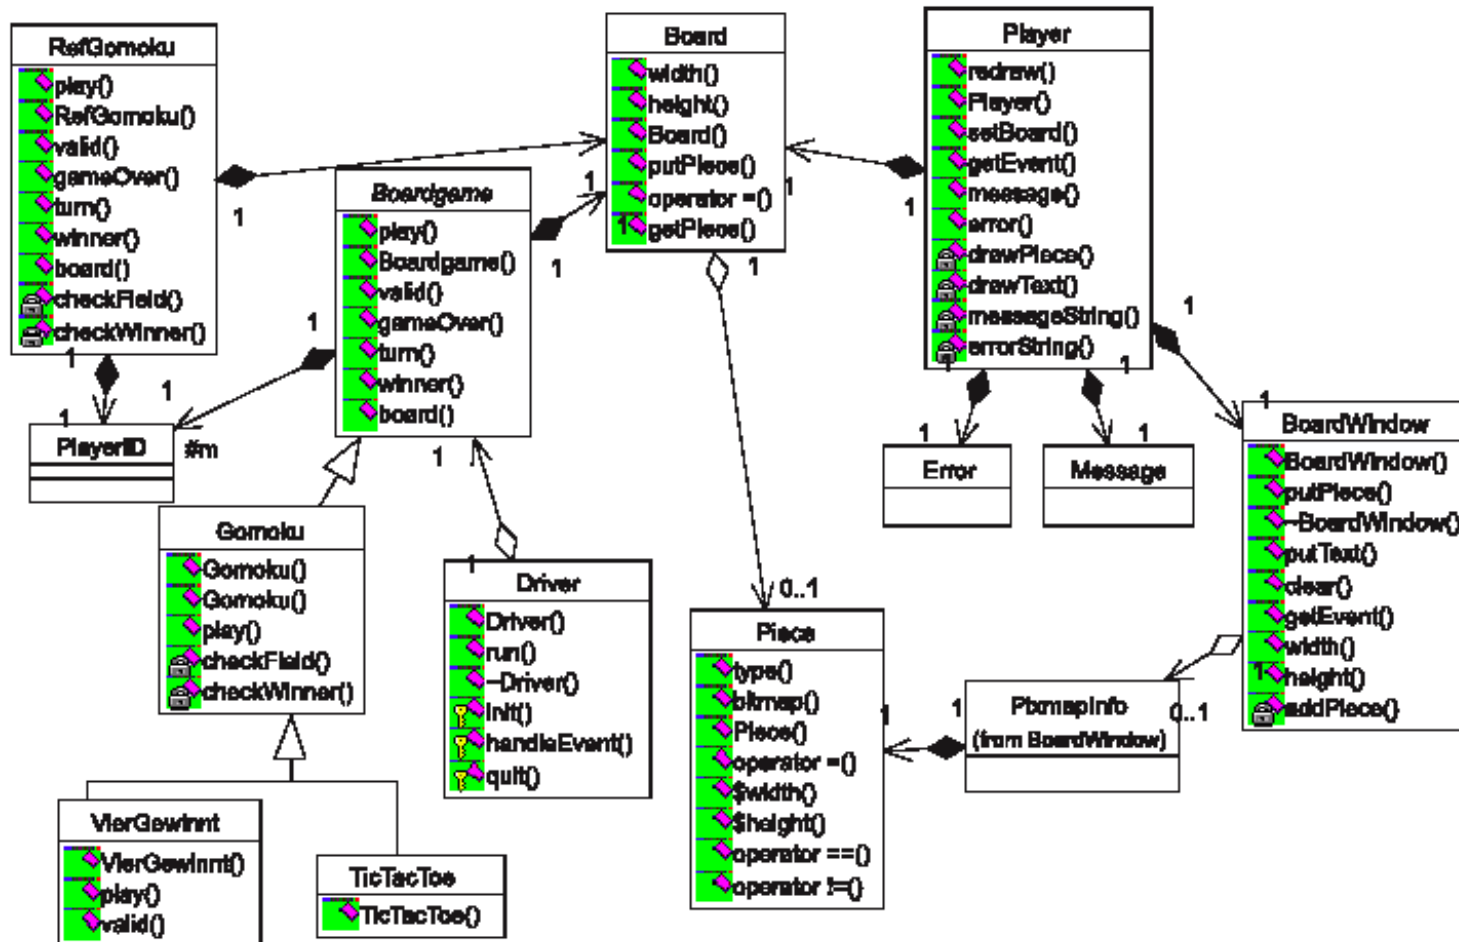 RefGomoku
play()
RefGomoku()
valid()
gameOver()
turn()
winner()
board()
checkField()
checkWinner()
1
1
1
1
PlayerID
#m
Boardgame
play()
Boardgame()
valid()
gameOver()
turn()
winner()
board()
1
1
1
1
Board
width()
height()
Board()
putPiece()
operator =()
getPiece()
1
1
1
1
Player
redraw()
Player()
setBoard()
getEvent()
message()
error()
drawPiece()
drawText()
messageString()
errorString()
1
1
1
1
1
1
1
Error
Message
BoardWindow
BoardWindow()
putPiece()
~BoardWindow()
putText()
clear()
getEvent()
width()
height()
addPiece()
1
Gomoku
Gomoku()
Gomoku()
play()
checkField()
checkWinner()
1
Driver
Driver()
run()
~Driver()
init()
handleEvent()
quit()
0..1
Piece
type()
bitmap()
Piece()
operator =()
$width()
$height()
operator ==()
operator !=()
1
1
PixmapInfo
(from BoardWindow)
0..1
VierGewinnt
VierGewinnt()
play()
valid()
TicTacToe
TicTacToe()